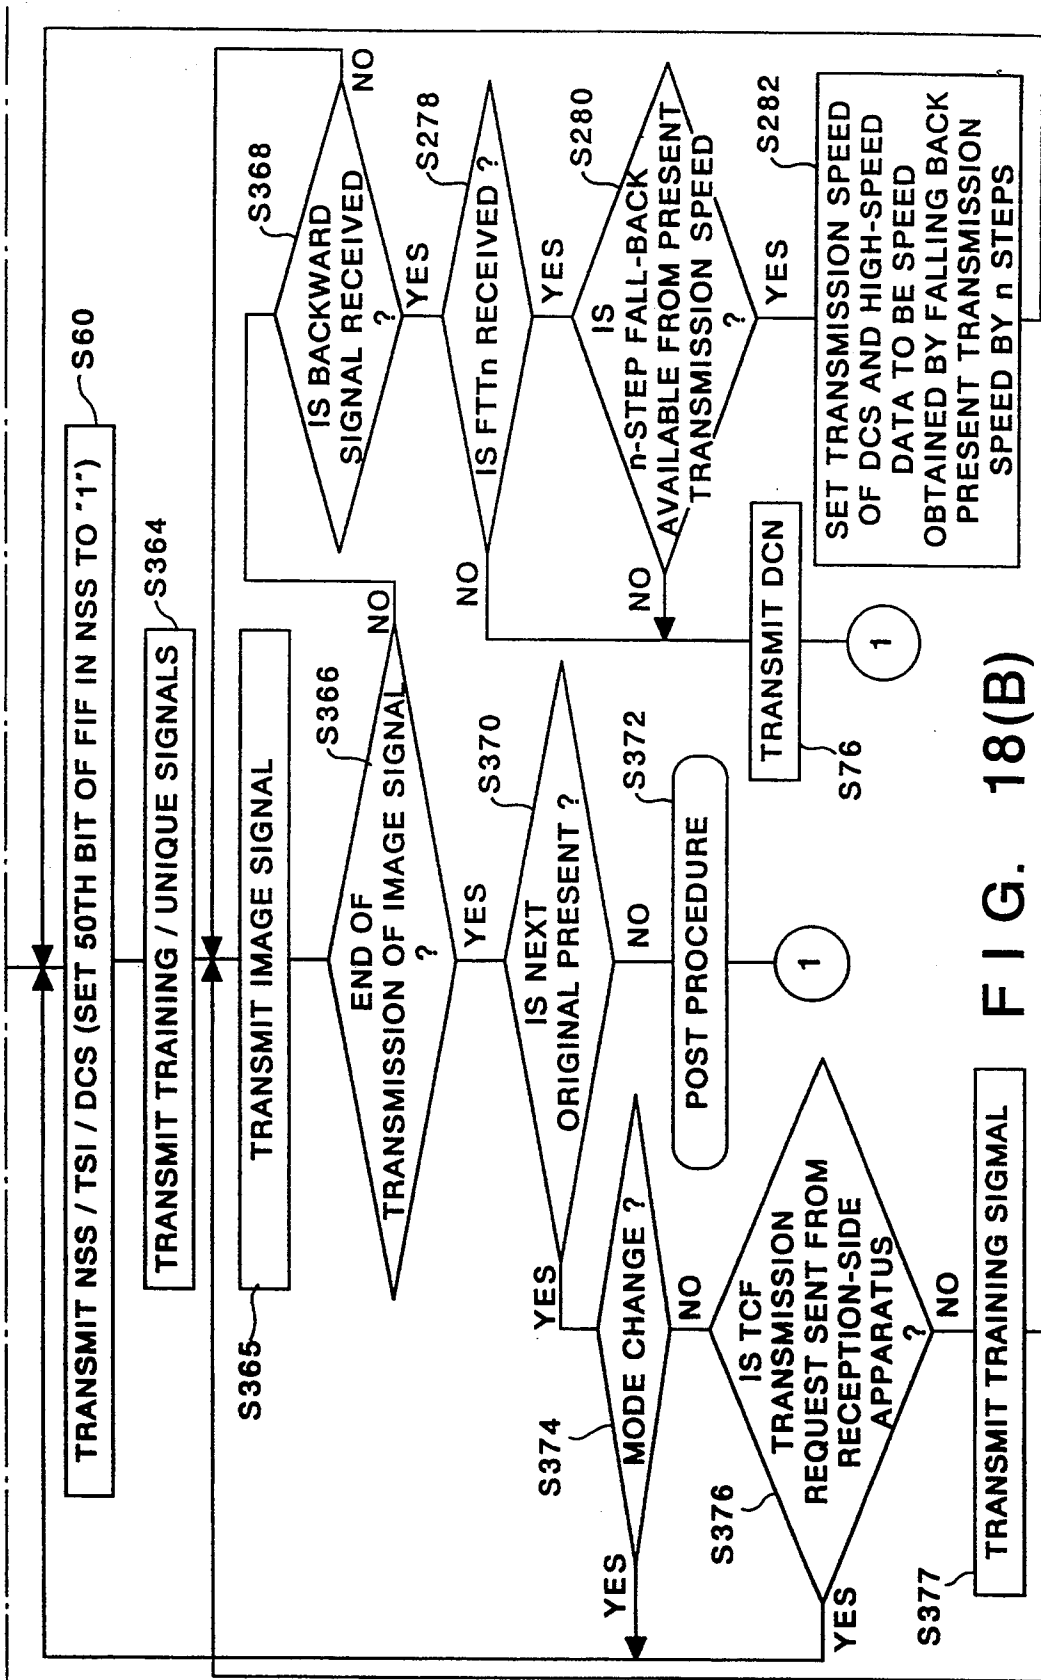 TRANSMIT NSS / TSI / DCS (SET 50TH BIT OF FIF IN NSS TO "1")
S60
TRANSMIT TRAINING / UNIQUE SIGNALS
S364
TRANSMIT IMAGE SIGNAL
S365
END OF
TRANSMISSION OF IMAGE SIGNAL
?
S366
NO
YES
IS BACKWARD
SIGNAL RECEIVED
?
S368
NO
YES
IS FTTn RECEIVED ?
S278
NO
YES
IS
n-STEP FALL-BACK
AVAILABLE FROM PRESENT
TRANSMISSION SPEED
?
S280
NO
YES
SET TRANSMISSION SPEED
OF DCS AND HIGH-SPEED
DATA TO BE SPEED
OBTAINED BY FALLING BACK
PRESENT TRANSMISSION
SPEED BY n STEPS
S282
TRANSMIT DCN
S76
1
IS NEXT
ORIGINAL PRESENT ?
S370
YES
NO
POST PROCEDURE
S372
1
MODE CHANGE ?
S374
YES
NO
IS TCF
TRANSMISSION
REQUEST SENT FROM
RECEPTION-SIDE
APPARATUS
?
S376
YES
NO
TRANSMIT TRAINING SIGMAL
S377
FIG. 18(B)